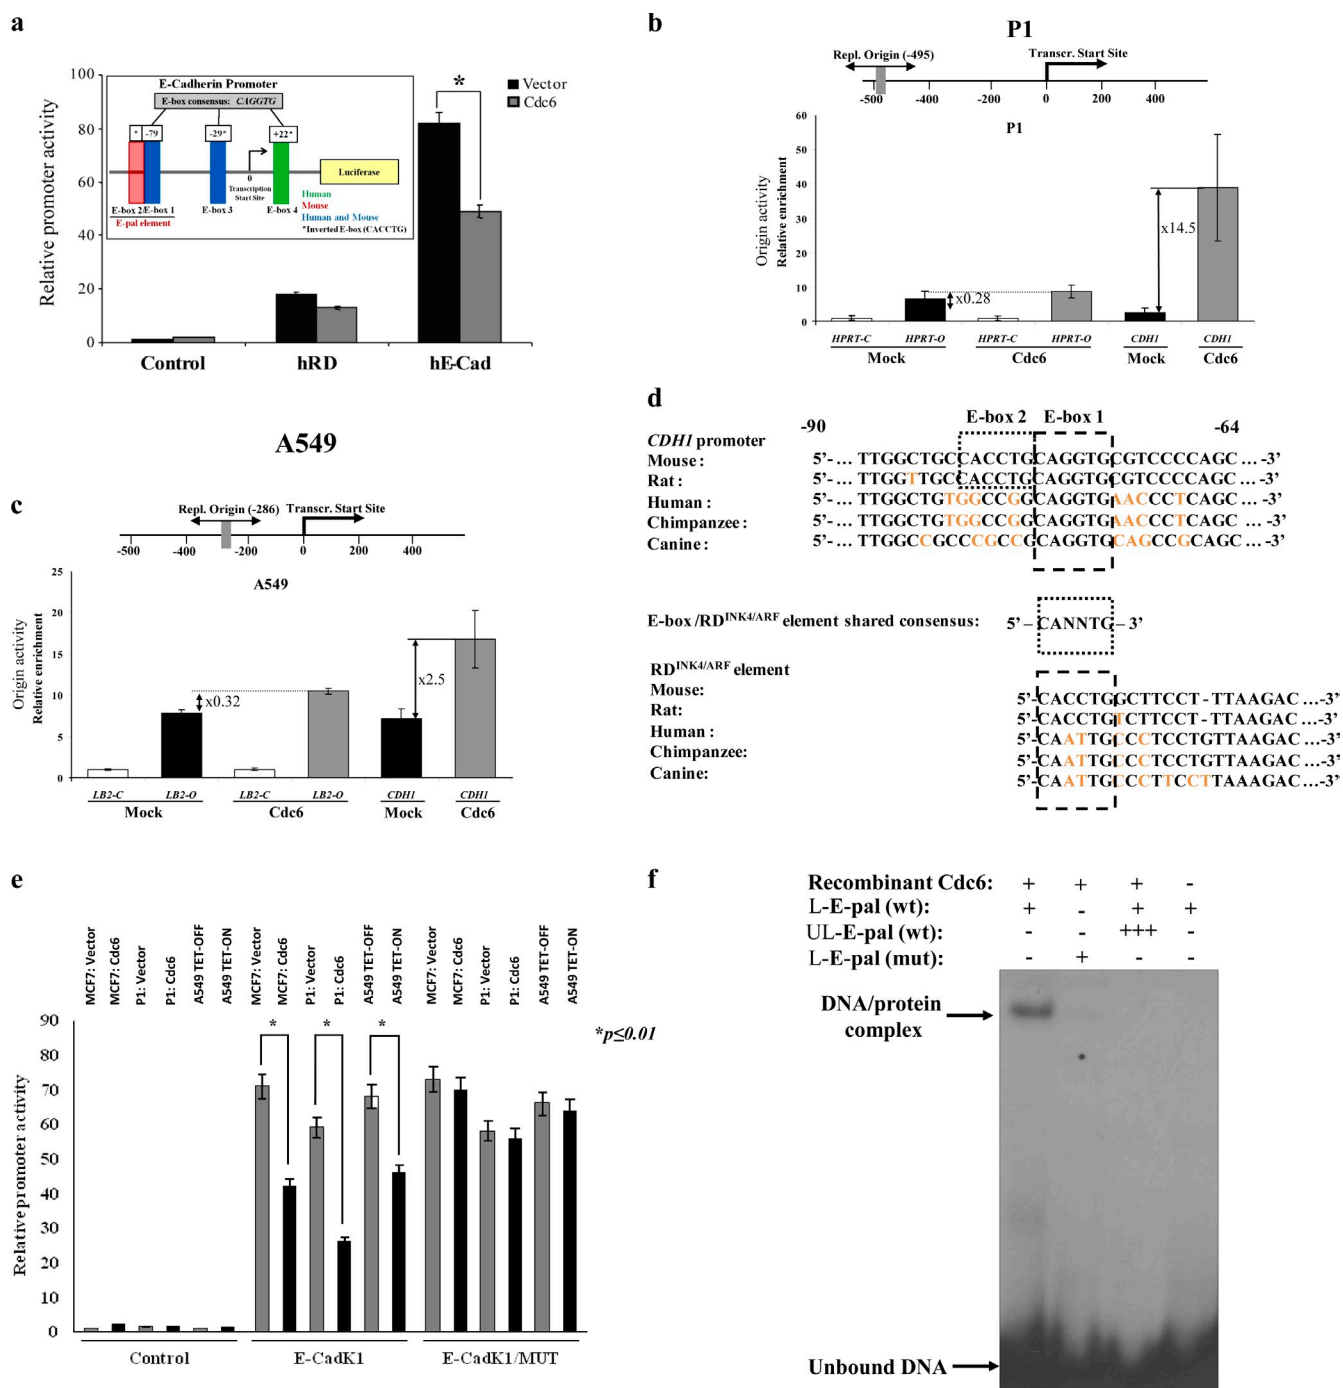 a
100
80
60
40
20
0
Relative promoter activity
E-Cadherin Promoter
E-box consensus: CAGGTG
* -79 -29* +22*
0
Transcription
Start Site
Luciferase
E-box 2/E-box 1 E-box 3 E-box 4
E-pal element
Human
Mouse
Human and Mouse
*Inverted E-box (CACCTG)
*
Vector
Cdc6
Control hRD hE-Cad
b
P1
Repl. Origin (-495) Transcr. Start Site
-500 -400 -200 0 200 400
P1
60
50
40
30
20
10
0
Origin activity
Relative enrichment
x0.28
x14.5
HPRT-C HPRT-O HPRT-C HPRT-O CDH1 CDH1
Mock Cdc6 Mock Cdc6
A549
c
Repl. Origin (-286) Transcr. Start Site
-500 -400 -200 0 200 400
A549
25
20
15
10
5
0
Origin activity
Relative enrichment
x0.32
x2.5
LB2-C LB2-O LB2-C LB2-O CDH1 CDH1
Mock Cdc6 Mock Cdc6
d
E-box 2 E-box 1
-90 -64
CDH1 promoter
Mouse: 5'-... TTGGCTGCCACCTGCAGGTGCGTCCCCAGC ...-3'
Rat: 5'-... TTGGTTGCCACCTGCAGGTGCGTCCCCAGC ...-3'
Human: 5'-... TTGGCTGTGGCCGGCAGGTGAACCCTCAGC ...-3'
Chimpanzee: 5'-... TTGGCTGTGGCCGGCAGGTGAACCCTCAGC ...-3'
Canine: 5'-... TTGGCCGCCCGCCGCAGGTGCAGCCGCAGC ...-3'
E-box /RD INK4/ARF element shared consensus: 5'–CANNTG–3'
RD INK4/ARF element
Mouse: 5'-CACCTGGCTTCCT-TTAAGAC...-3'
Rat: 5'-CACCTGTCTTCCT-TTAAGAC...-3'
Human: 5'-CAATTGCCCTCCTGTTAAGAC...-3'
Chimpanzee: 5'-CAATTGCCCTCCTGTTAAGAC...-3'
Canine: 5'-CAATTGCCCTTCCTTAAAGAC...-3'
e
MCF7: Vector
MCF7: Cdc6
P1: Vector
P1: Cdc6
A549 TET-OFF
A549 TET-ON
MCF7: Vector
MCF7: Cdc6
P1: Vector
P1: Cdc6
A549 TET-OFF
A549 TET-ON
MCF7: Vector
MCF7: Cdc6
P1: Vector
P1: Cdc6
A549 TET-OFF
A549 TET-ON
90
80
70
60
50
40
30
20
10
0
Relative promoter activity
* * *
*p≤0.01
Control E-CadK1 E-CadK1/MUT
f
Recombinant Cdc6: + + + -
L-E-pal (wt): + - + +
UL-E-pal (wt): - - +++ -
L-E-pal (mut): - + - -
DNA/protein
complex
Unbound DNA